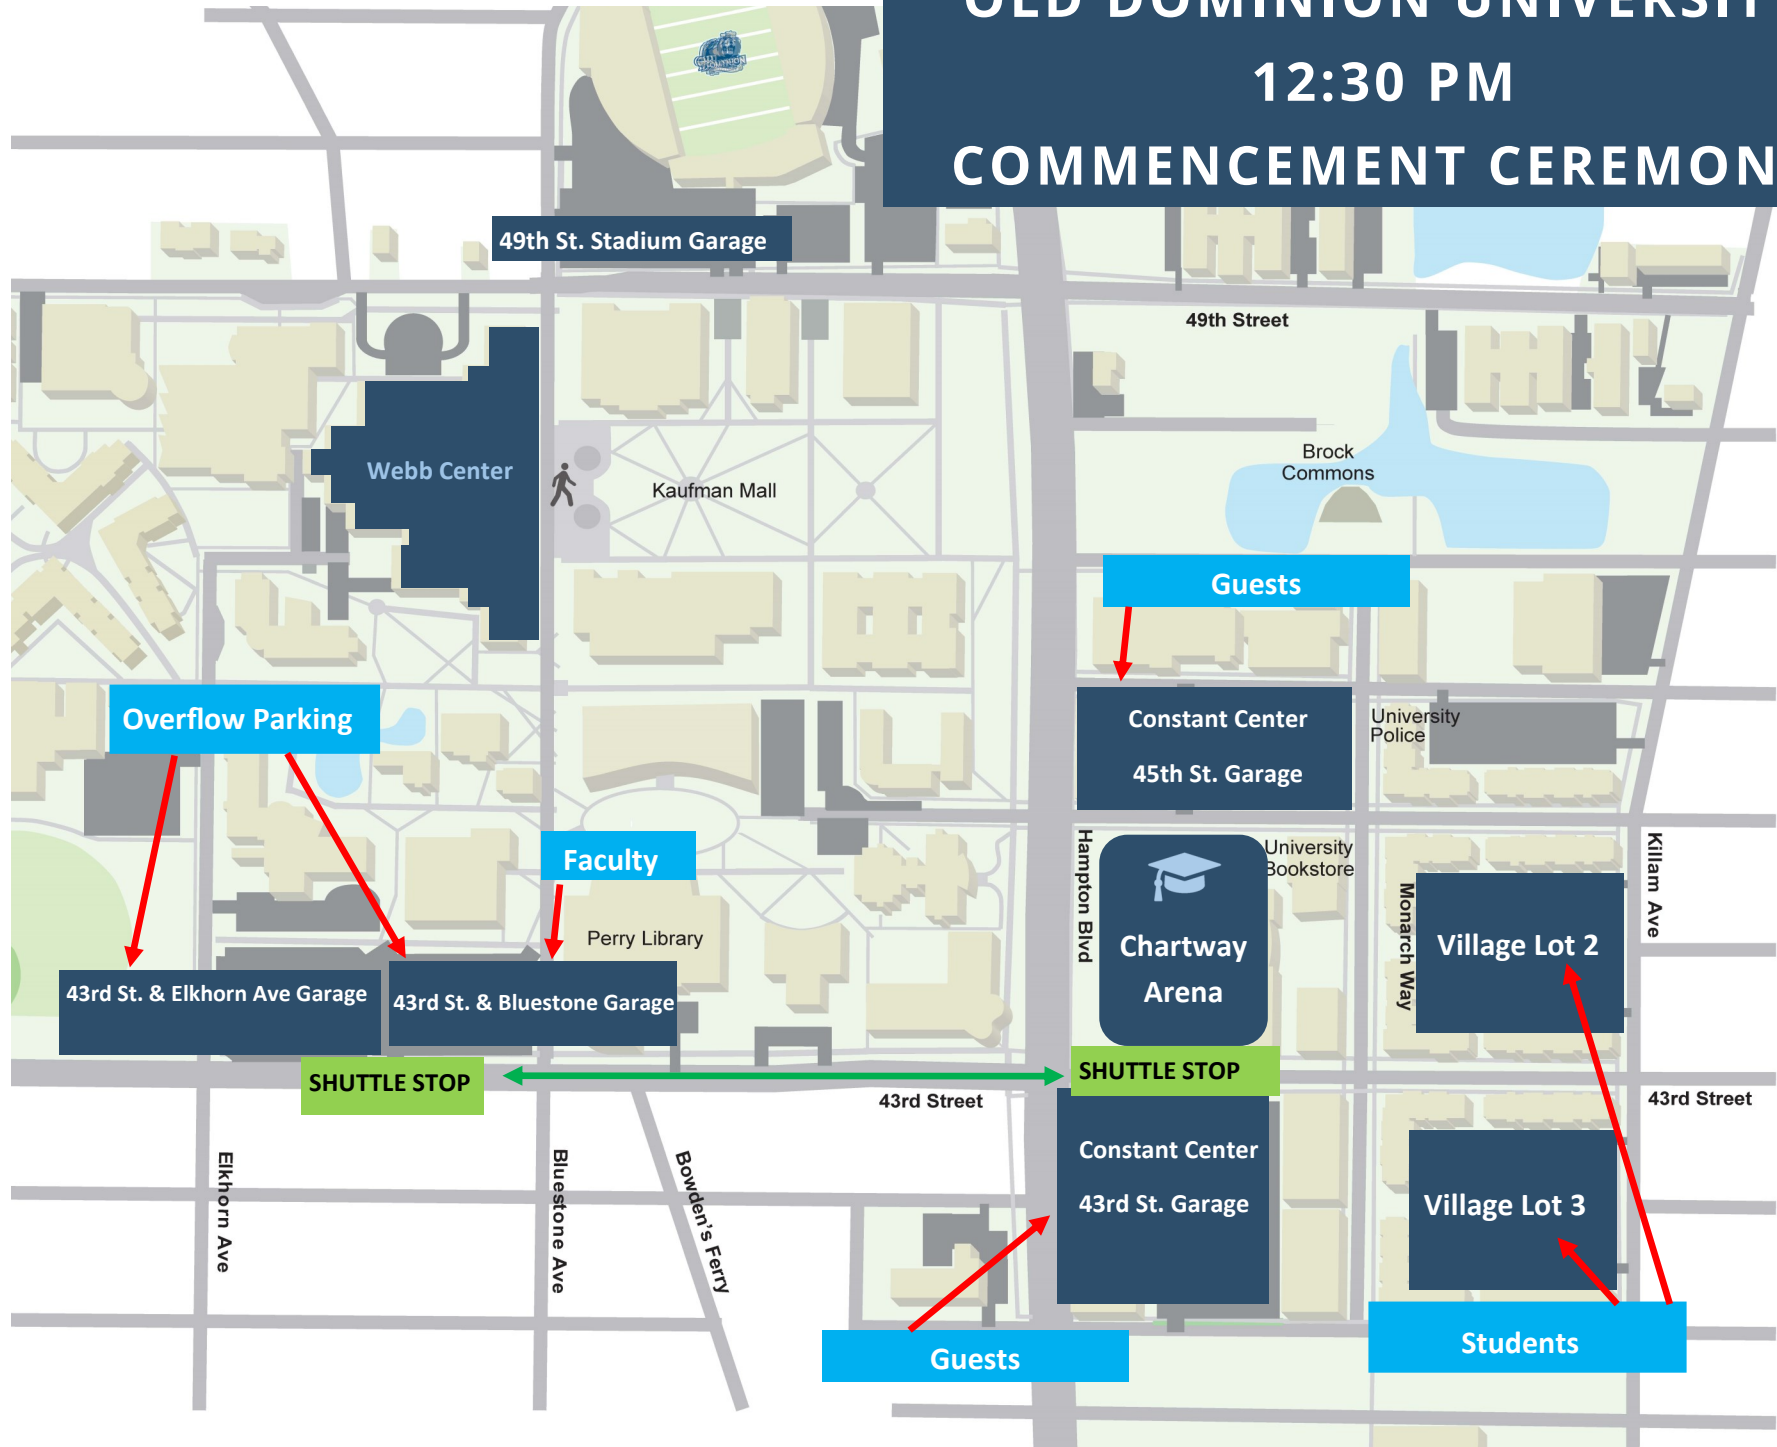 OLD DOMINION UNIVERSIT
12:30 PM
COMMENCEMENT CEREMON
49th St. Stadium Garage
49th Street
Webb Center
Kaufman Mall
Brock
Commons
Guests
Overflow Parking
Constant Center
45th St. Garage
University
Police
Faculty
Hampton Blvd
University
Bookstore
Killam Ave
Monarch Way
Perry Library
Chartway
Arena
Village Lot 2
43rd St. & Elkhorn Ave Garage
43rd St. & Bluestone Garage
SHUTTLE STOP
SHUTTLE STOP
43rd Street
43rd Street
Elkhorn Ave
Bluestone Ave
Bowden's Ferry
Constant Center
43rd St. Garage
Village Lot 3
Guests
Students